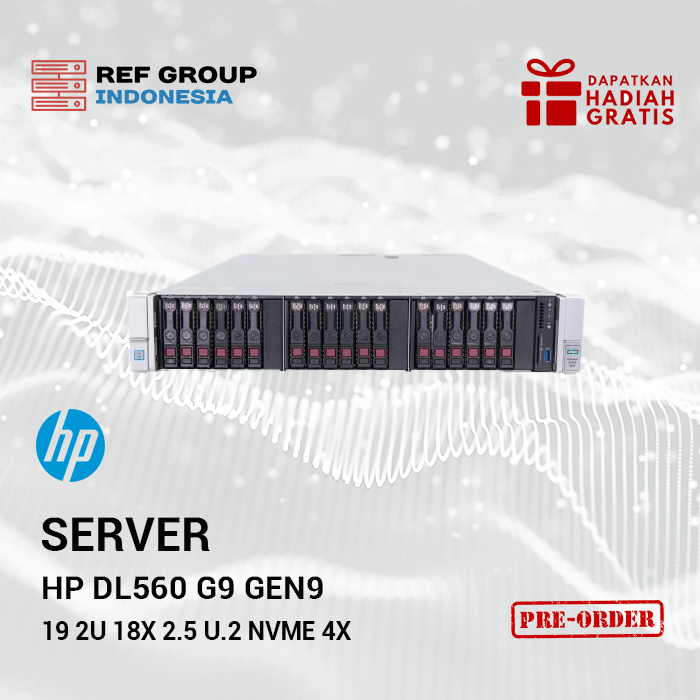 REF GROUP
INDONESIA
DAPATKAN
HADIAH
GRATIS
hp
SERVER
HP DL560 G9 GEN9
19 2U 18X 2.5 U.2 NVME 4X
PRE-ORDER